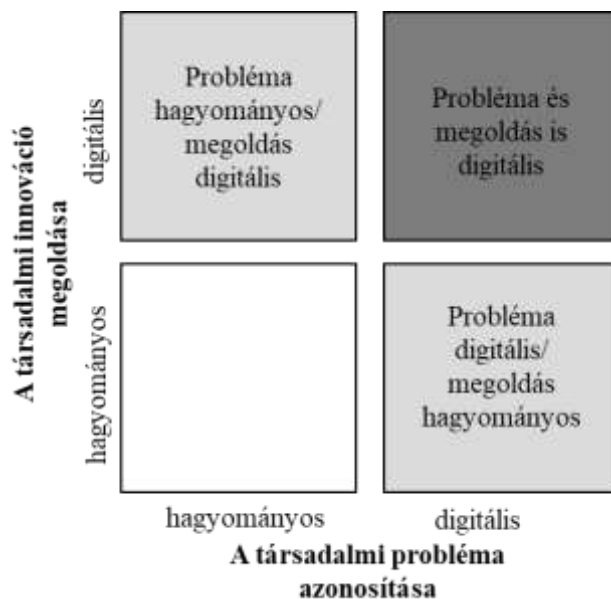 A társadalmi innováció
megoldása
digitális
hagyományos
Probléma
hagyományos/
megoldás
digitális
Probléma és
megoldás is
digitális
Probléma
digitális/
megoldás
hagyományos
hagyományos
digitális
A társadalmi probléma
azonosítása